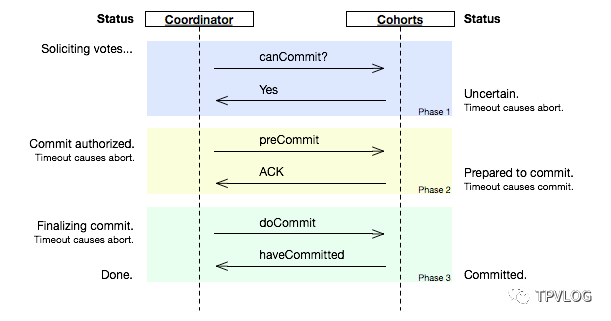 Status
Coordinator
Cohorts
Status
Soliciting votes...
canCommit?
Yes
Uncertain.
Timeout causes abort.
Phase 1
Commit authorized.
Timeout causes abort.
preCommit
ACK
Prepared to commit.
Timeout causes commit.
Phase 2
Finalizing commit.
Timeout causes abort.
doCommit
haveCommitted
Done.
Phase 3
Committed.
TPVLOG